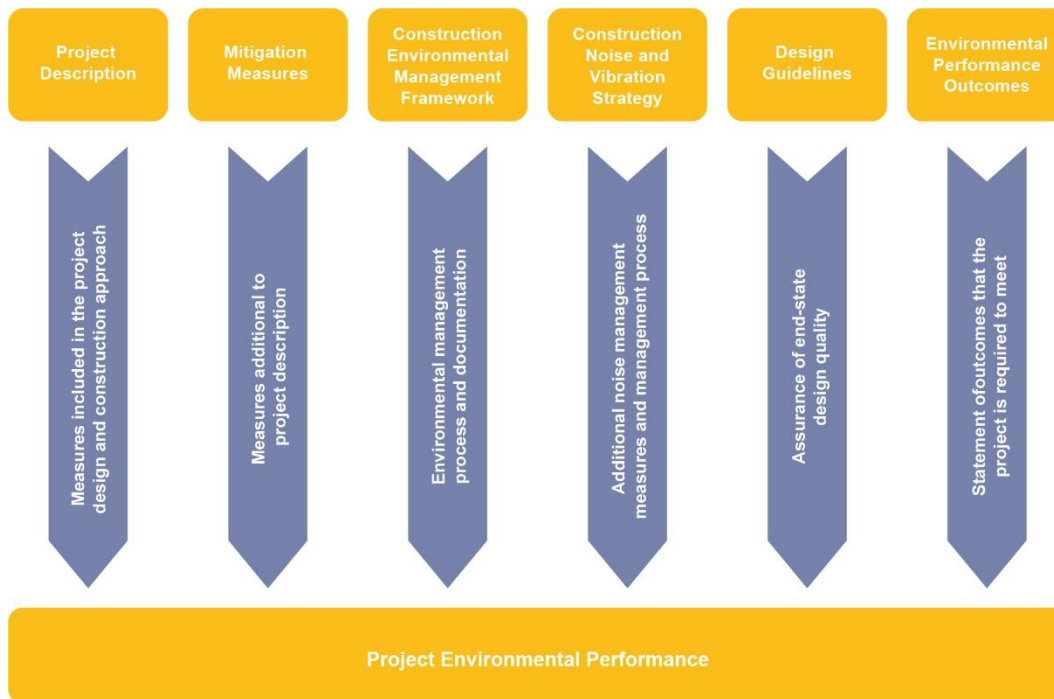 Project
Description
Mitigation
Measures
Construction
Environmental
Management
Framework
Construction
Noise and
Vibration
Strategy
Design
Guidelines
Environmental
Performance
Outcomes
Measures included in the project
design and construction approach
Measures additional to
project description
Environmental management
process and documentation
Additional noise management
measures and management process
Assurance of end-state
design quality
Statement ofoutcomes that the
project is required to meet
Project Environmental Performance